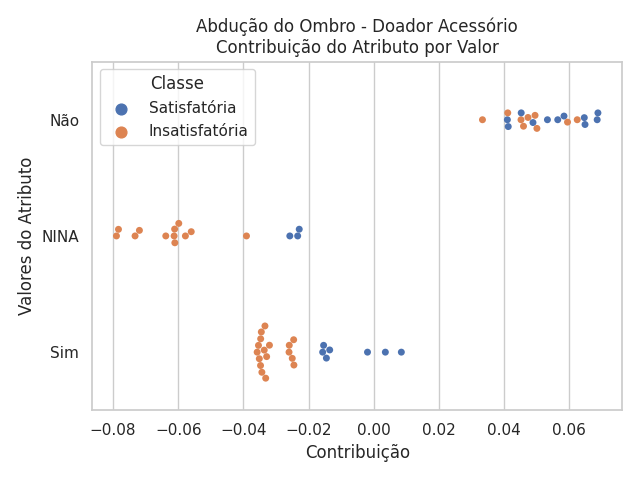 Abdução do Ombro - Doador Acessório
Contribuição do Atributo por Valor
Classe
Satisfatória
Insatisfatória
Valores do Atributo
Não
NINA
Sim
−0.08 −0.06 −0.04 −0.02 0.00 0.02 0.04 0.06
Contribuição